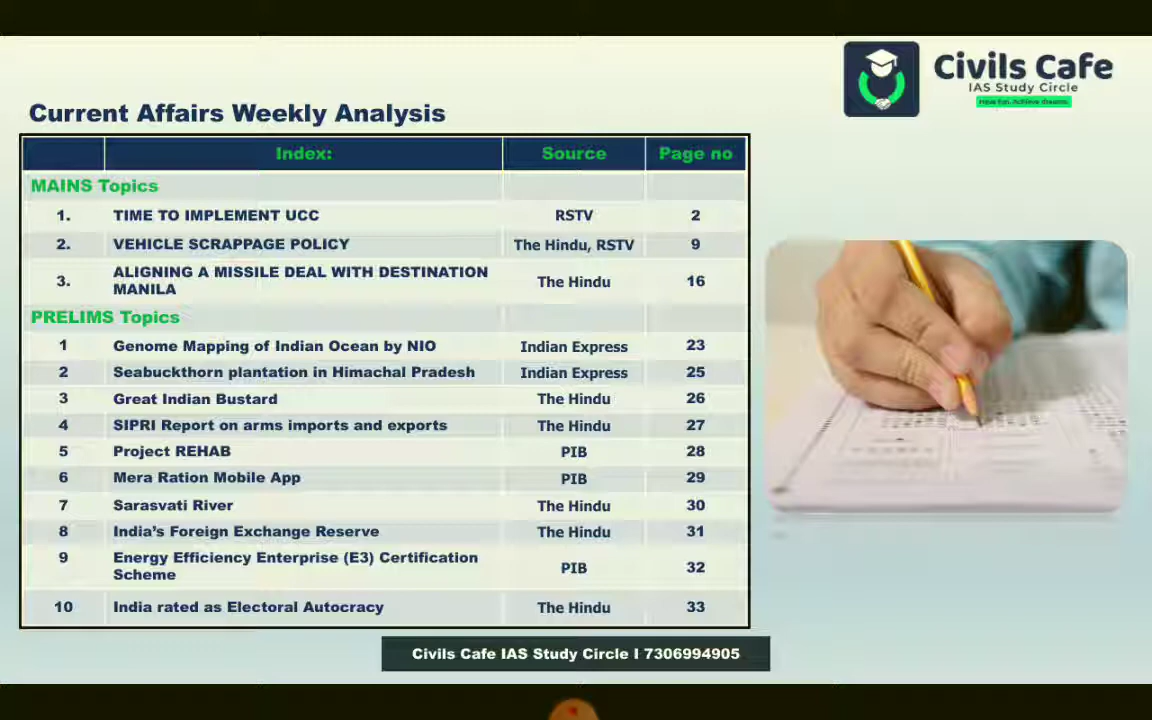 Civils Cafe
IAS Study Circle
Have fun. Achieve dreams.
Current Affairs Weekly Analysis
Index: Source Page no
MAINS Topics
1. TIME TO IMPLEMENT UCC RSTV 2
2. VEHICLE SCRAPPAGE POLICY The Hindu, RSTV 9
3. ALIGNING A MISSILE DEAL WITH DESTINATION
MANILA The Hindu 16
PRELIMS Topics
1 Genome Mapping of Indian Ocean by NIO Indian Express 23
2 Seabuckthorn plantation in Himachal Pradesh Indian Express 25
3 Great Indian Bustard The Hindu 26
4 SIPRI Report on arms imports and exports The Hindu 27
5 Project REHAB PIB 28
6 Mera Ration Mobile App PIB 29
7 Sarasvati River The Hindu 30
8 India’s Foreign Exchange Reserve The Hindu 31
9 Energy Efficiency Enterprise (E3) Certification
Scheme PIB 32
10 India rated as Electoral Autocracy The Hindu 33
Civils Cafe IAS Study Circle I 7306994905